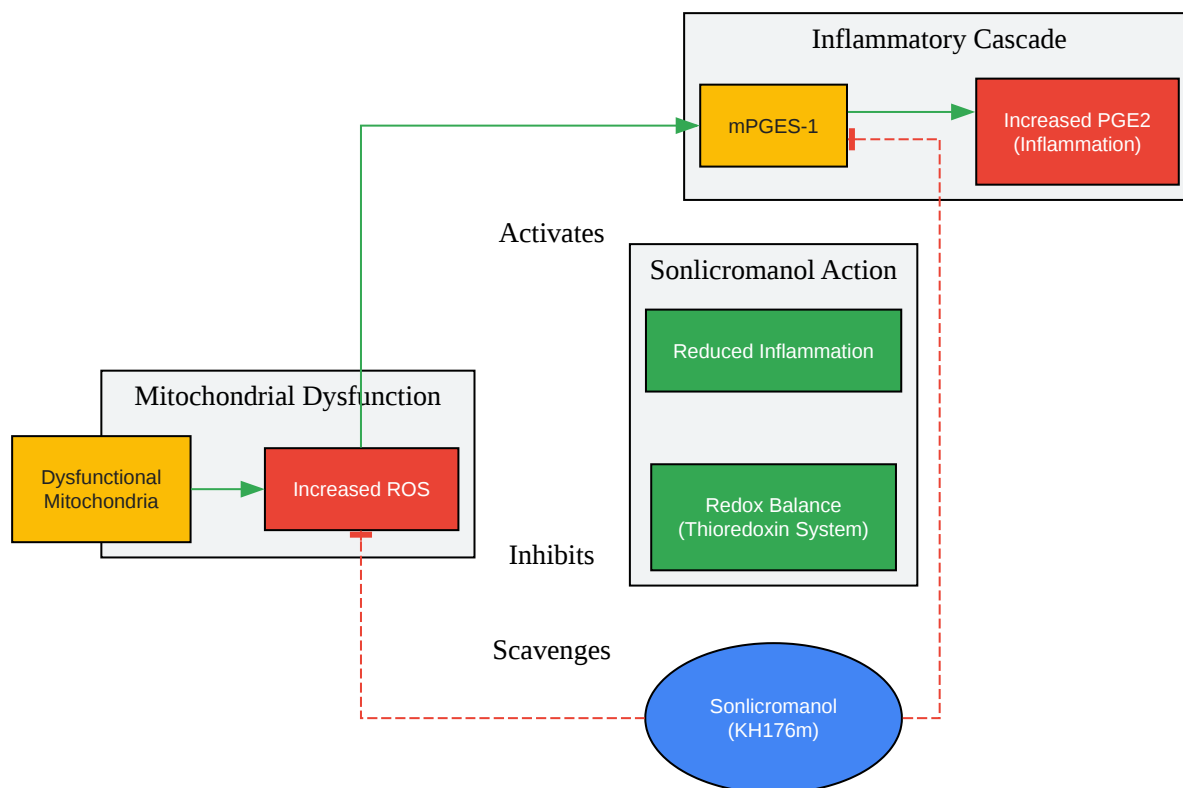 Inflammatory Cascade
mPGES-1
Increased PGE2
(Inflammation)
Activates
Sonlicromanol Action
Reduced Inflammation
Mitochondrial Dysfunction
Dysfunctional
Mitochondria
Increased ROS
Redox Balance
(Thioredoxin System)
Inhibits
Scavenges
Sonlicromanol
(KH176m)